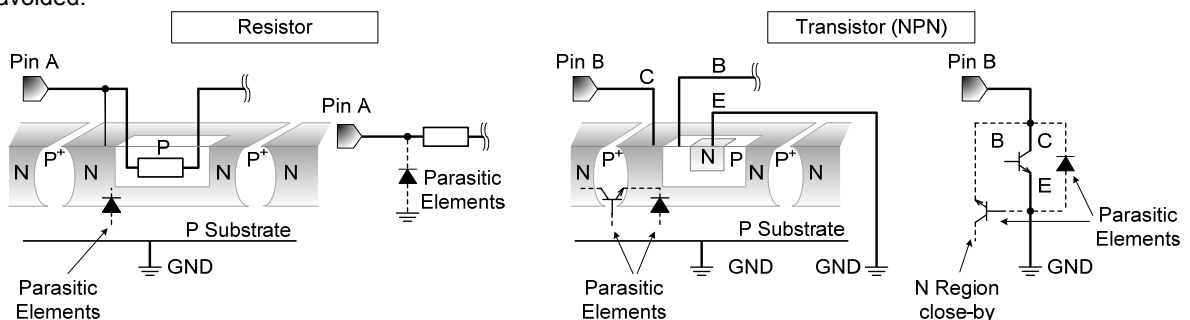 avoided.
Resistor
Transistor (NPN)
Pin A
Pin A
N
P+
N
P
N
P+
N
Parasitic
Elements
P Substrate
GND
Parasitic
Elements
Pin B
C
B
E
N
P+
N
N
P
N
P+
N
P Substrate
GND
GND
Parasitic
Elements
Pin B
B
C
E
Parasitic
Elements
GND
N Region
close-by